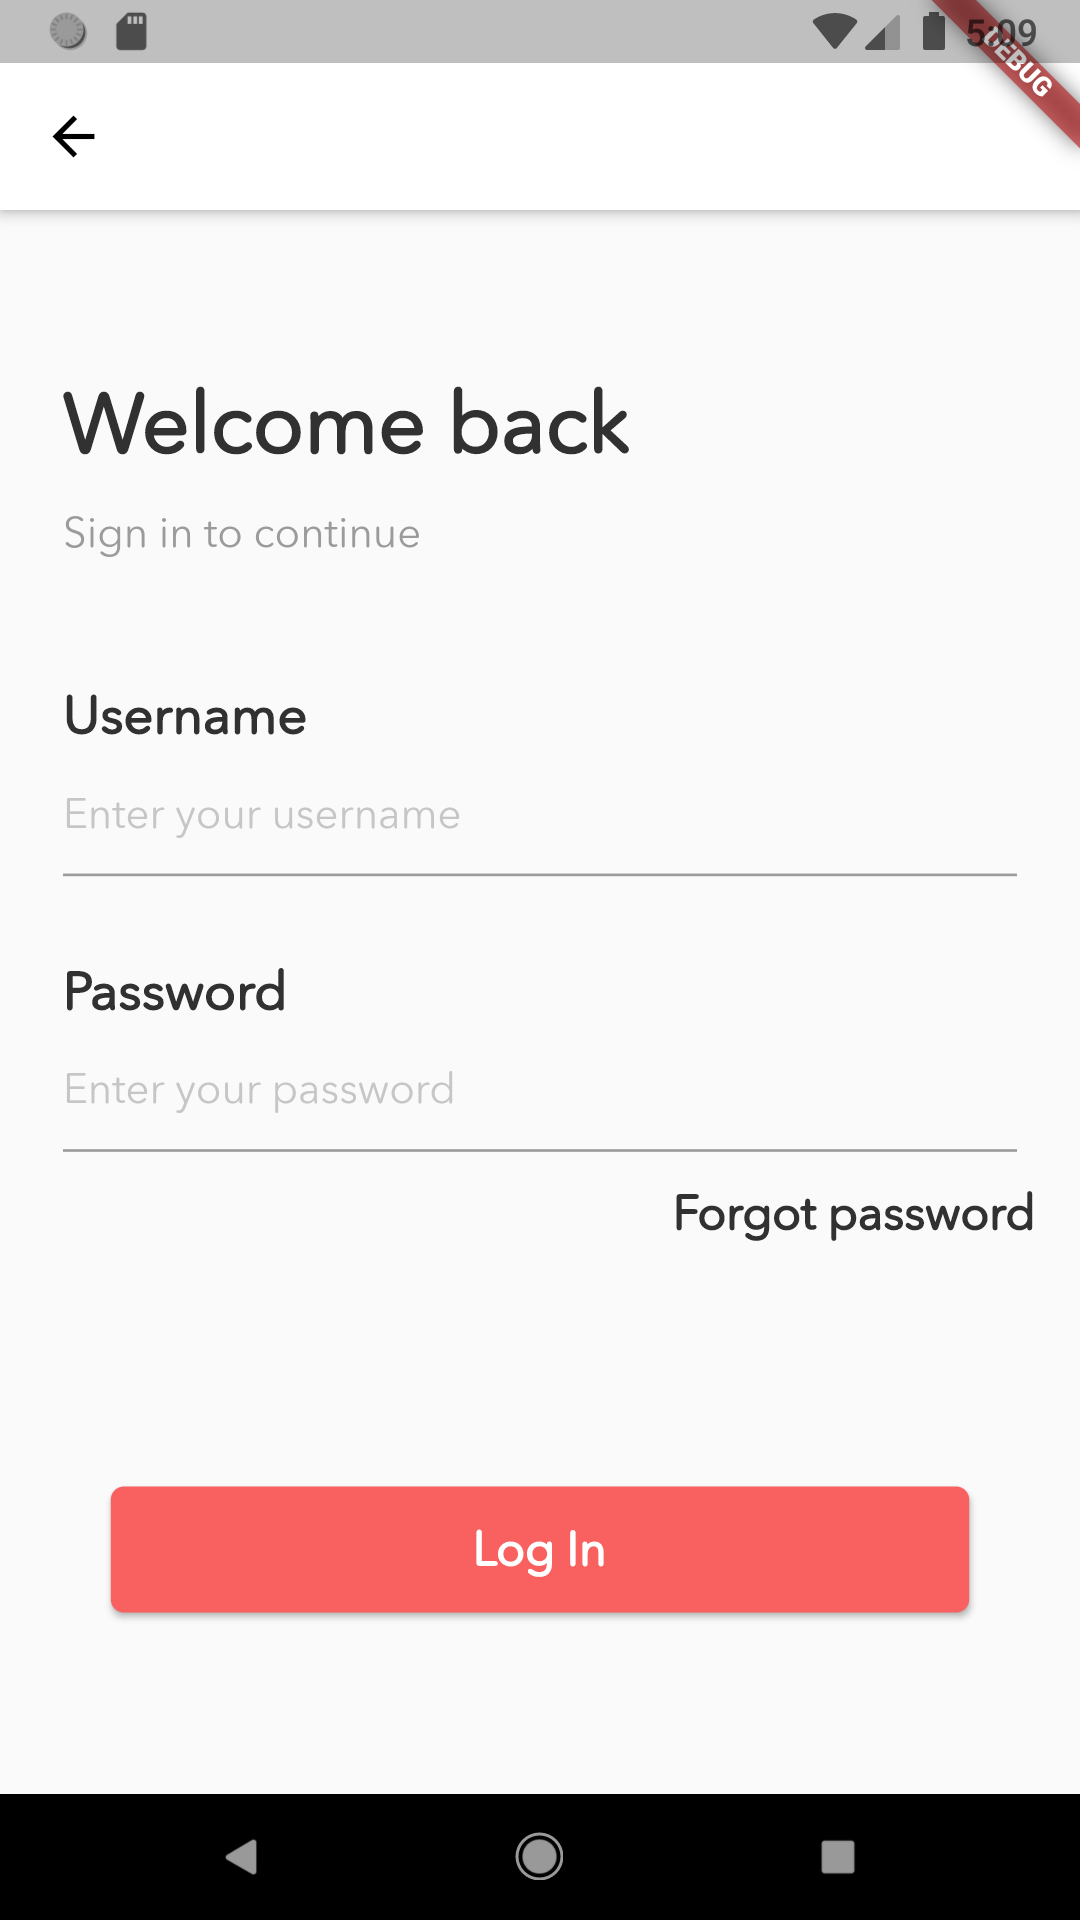 5:09
DEBUG
Welcome back
Sign in to continue
Username
Enter your username
Password
Enter your password
Forgot password
Log In